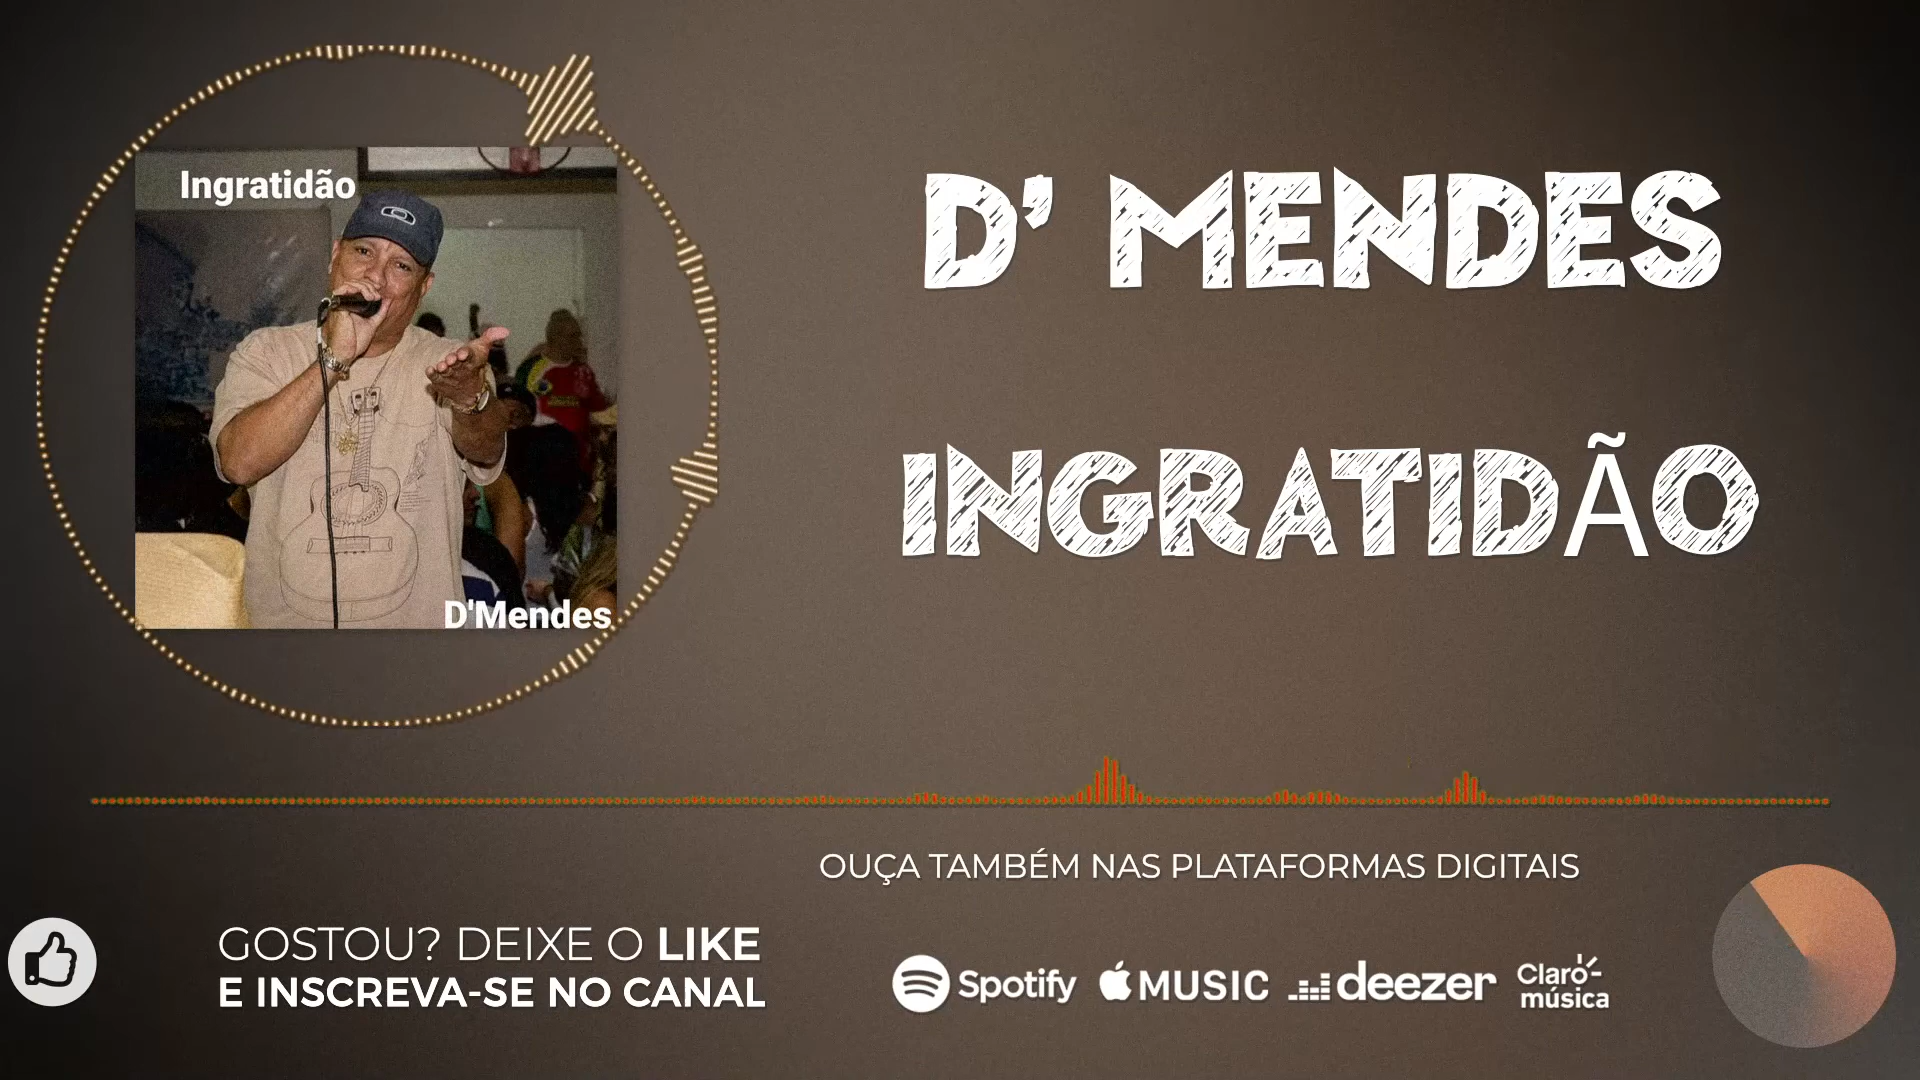 Ingratidão
D'Mendes
D' MENDES
INGRATIDÃO
OUÇA TAMBÉM NAS PLATAFORMAS DIGITAIS
GOSTOU? DEIXE O LIKE
E INSCREVA-SE NO CANAL
Spotify MUSIC deezer Claro música